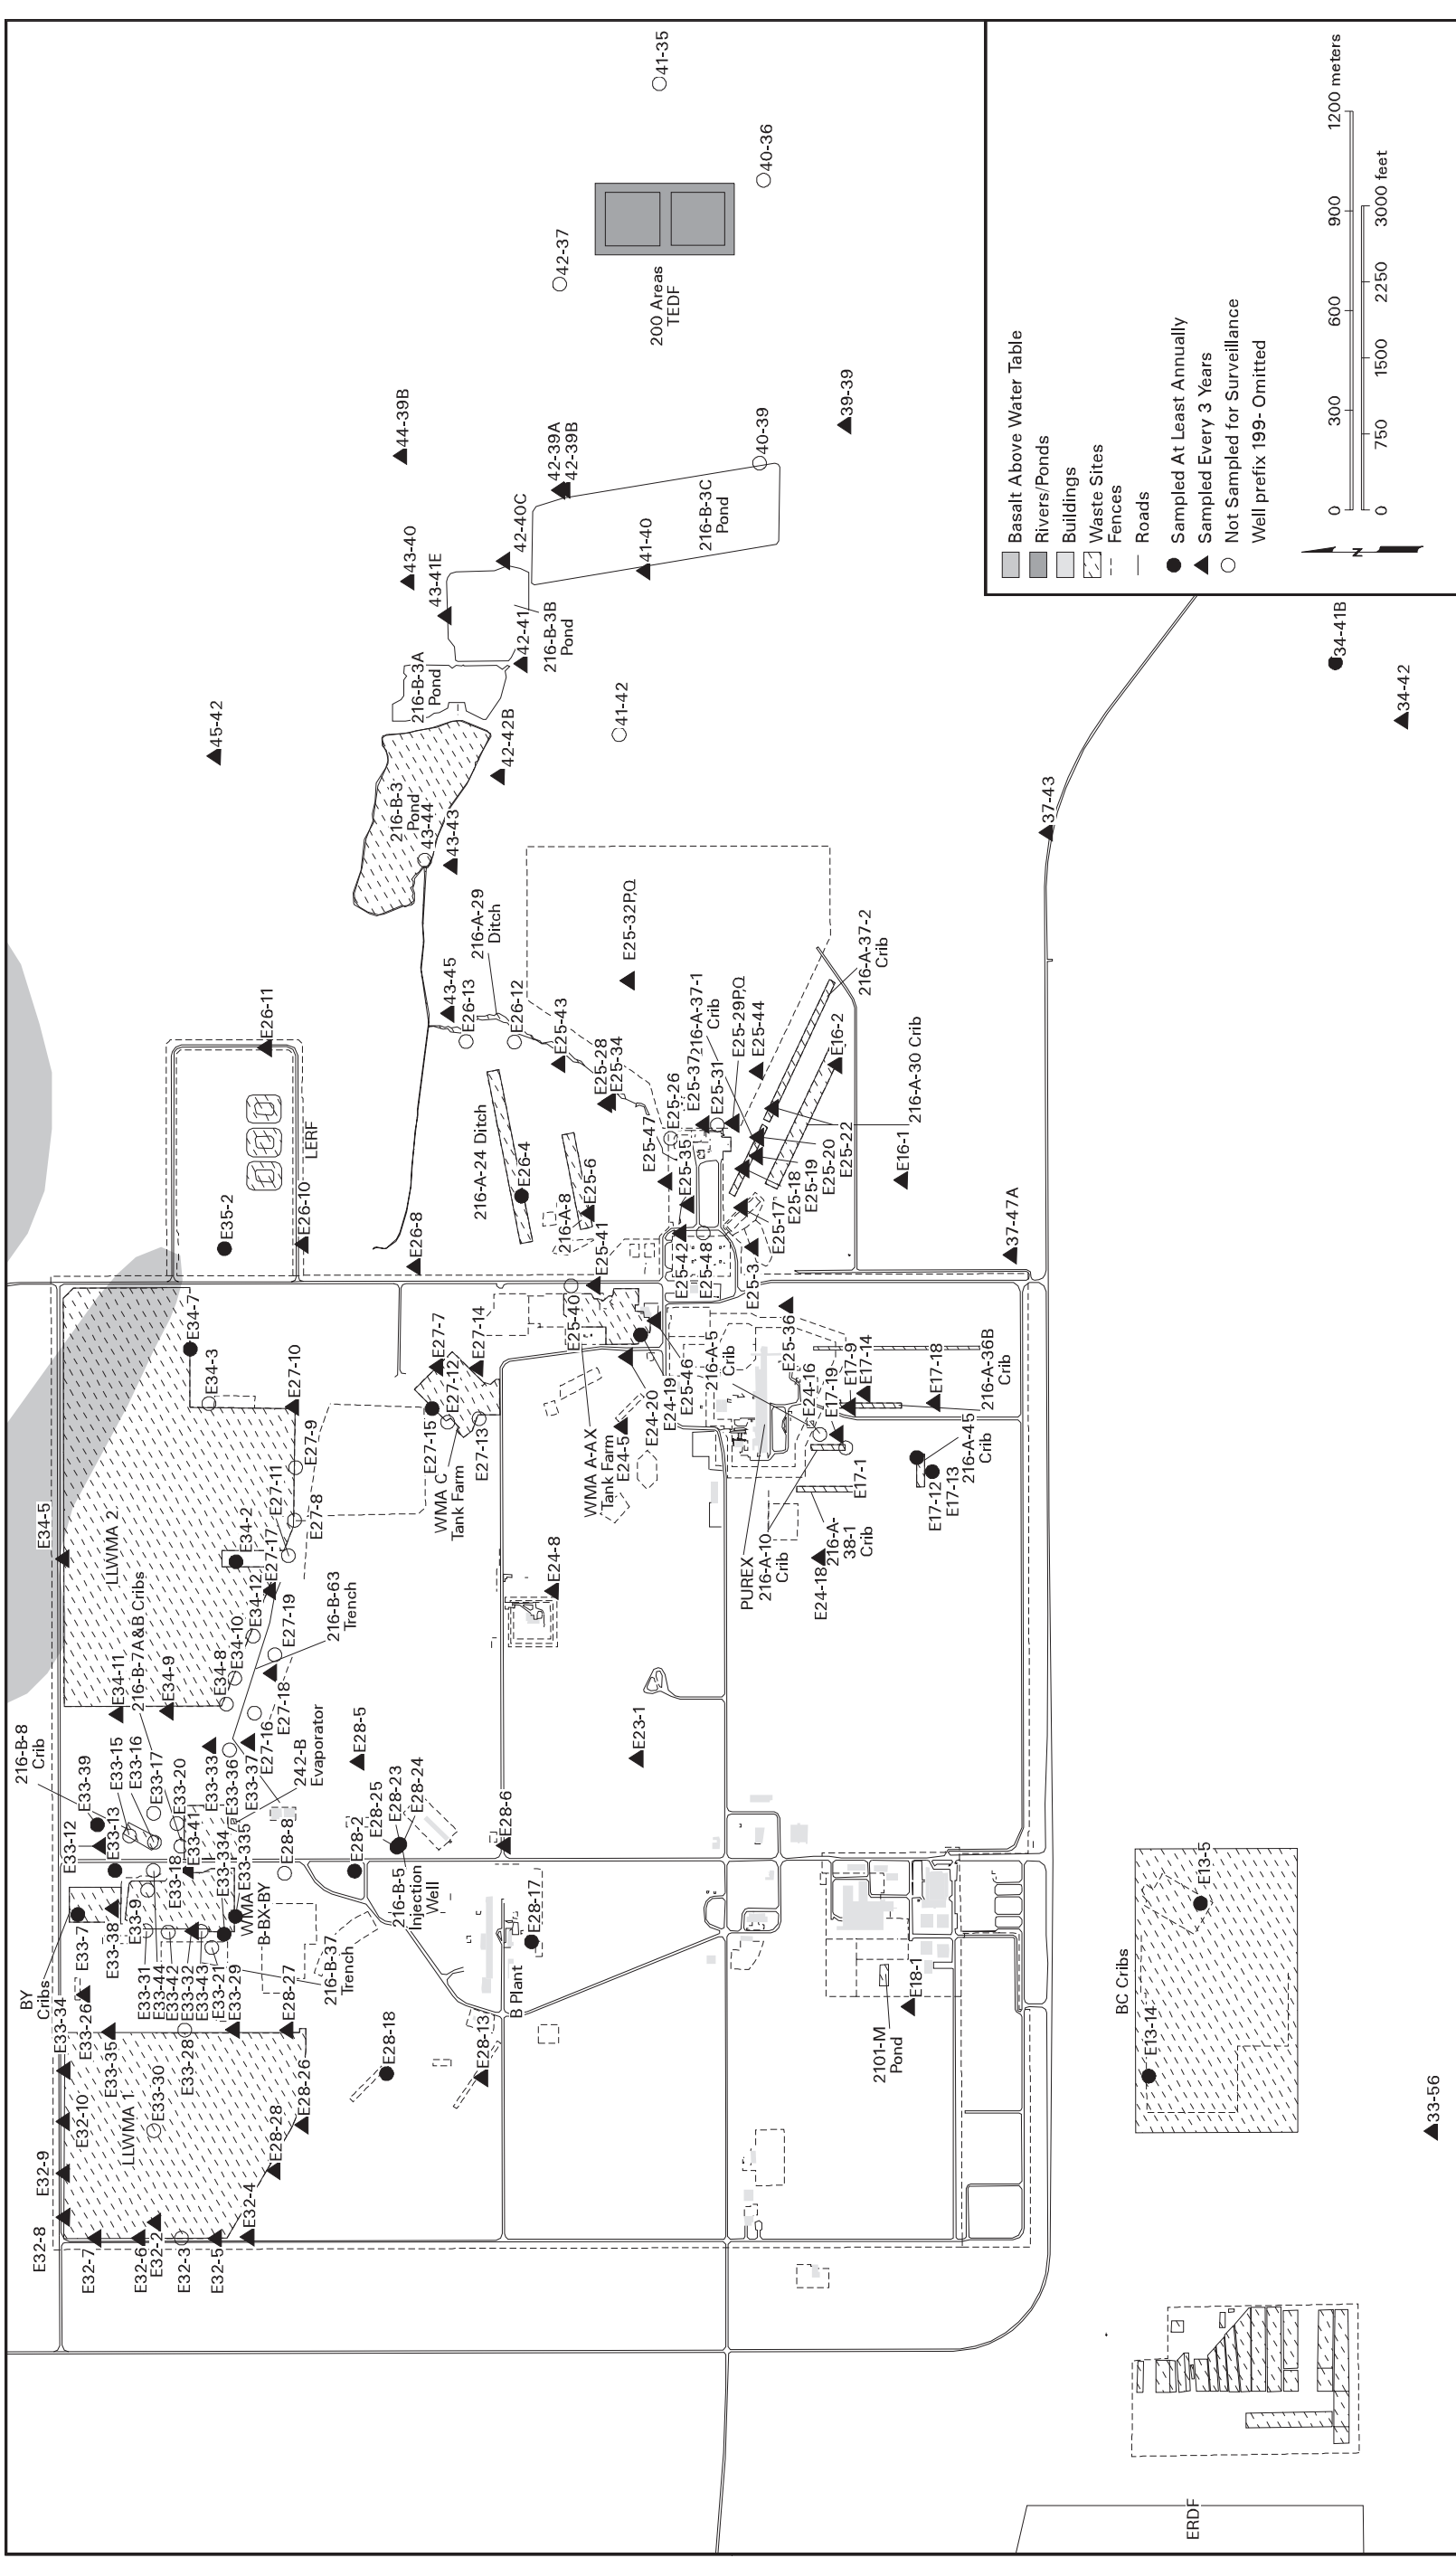 E32-8
E32-9
E32-7
E32-10
E32-6
E32-2
E32-3
E32-5
E32-4
LLWMA 1
E33-30
E28-28
E28-26
E28-27
BY
Cribs
E33-34
E33-26
E33-35
E33-28
E33-7
E33-38
E33-9
E33-31
E33-44
E33-42
E33-32
E33-43
E33-21
E33-29
216-B-37
Trench
E33-12
E33-13
E33-39
216-B-8
Crib
E33-15
E33-16
E33-17
E33-20
E33-18
E33-41
E33-334
E33-335
WMA
B-BX-BY
E33-33
E33-36
E33-37
E28-8
242-B
Evaporator
216-B-7A&B Cribs
E34-11
E34-9
E34-8
E34-10
E34-12
E27-16
E27-18
E27-19
E27-17
216-B-63
Trench
E34-5
LLWMA 2
E34-2
E27-8
E27-11
E27-9
E27-10
E34-3
E34-7
E35-2
E26-10
LERF
E26-11
E26-8
E28-18
E28-13
B Plant
E28-17
216-B-5
Injection
Well
E28-2
E28-25
E28-23
E28-24
E28-5
E28-6
E23-1
E24-8
WMA C
Tank Farm
E27-15
E27-12
E27-13
E27-7
E27-14
WMA A-AX
Tank Farm
E24-5
E24-20
E24-19
E25-46
E25-40
E25-41
216-A-8
E25-6
216-A-24 Ditch
E26-4
E26-13
E26-12
43-45
216-A-29
Ditch
E25-43
E25-28
E25-34
E25-32P,Q
E25-47
E25-26
E25-35
E25-37
E25-31
216-A-37-1
Crib
E25-29P,Q
E25-44
E25-42
E25-48
E25-3
E25-17
E25-18
E25-19
E25-20
E25-22
E16-2
216-A-37-2
Crib
216-A-30 Crib
E16-1
216-A-5
Crib
E25-36
E24-16
E17-19
E17-9
E17-14
E17-18
216-A-36B
Crib
216-A-45
Crib
E17-12
E17-13
E17-1
PUREX
216-A-10
Crib
216-A-
38-1
Crib
E24-18
37-47A
37-43
216-B-3
Pond
43-44
43-43
42-42B
216-B-3A
Pond
45-42
41-42
42-41
216-B-3B
Pond
43-41E
43-40
42-40C
44-39B
42-39A
42-39B
216-B-3C
Pond
41-40
40-39
39-39
42-37
200 Areas
TEDF
40-36
41-35
34-41B
34-42
33-56
2101-M
Pond
E18-1
BC Cribs
E13-14
E13-5
ERDF
Basalt Above Water Table
Rivers/Ponds
Buildings
Waste Sites
Fences
Roads
Sampled At Least Annually
Sampled Every 3 Years
Not Sampled for Surveillance
Well prefix 199- Omitted
N
0 300 600 900 1200 meters
0 750 1500 2250 3000 feet